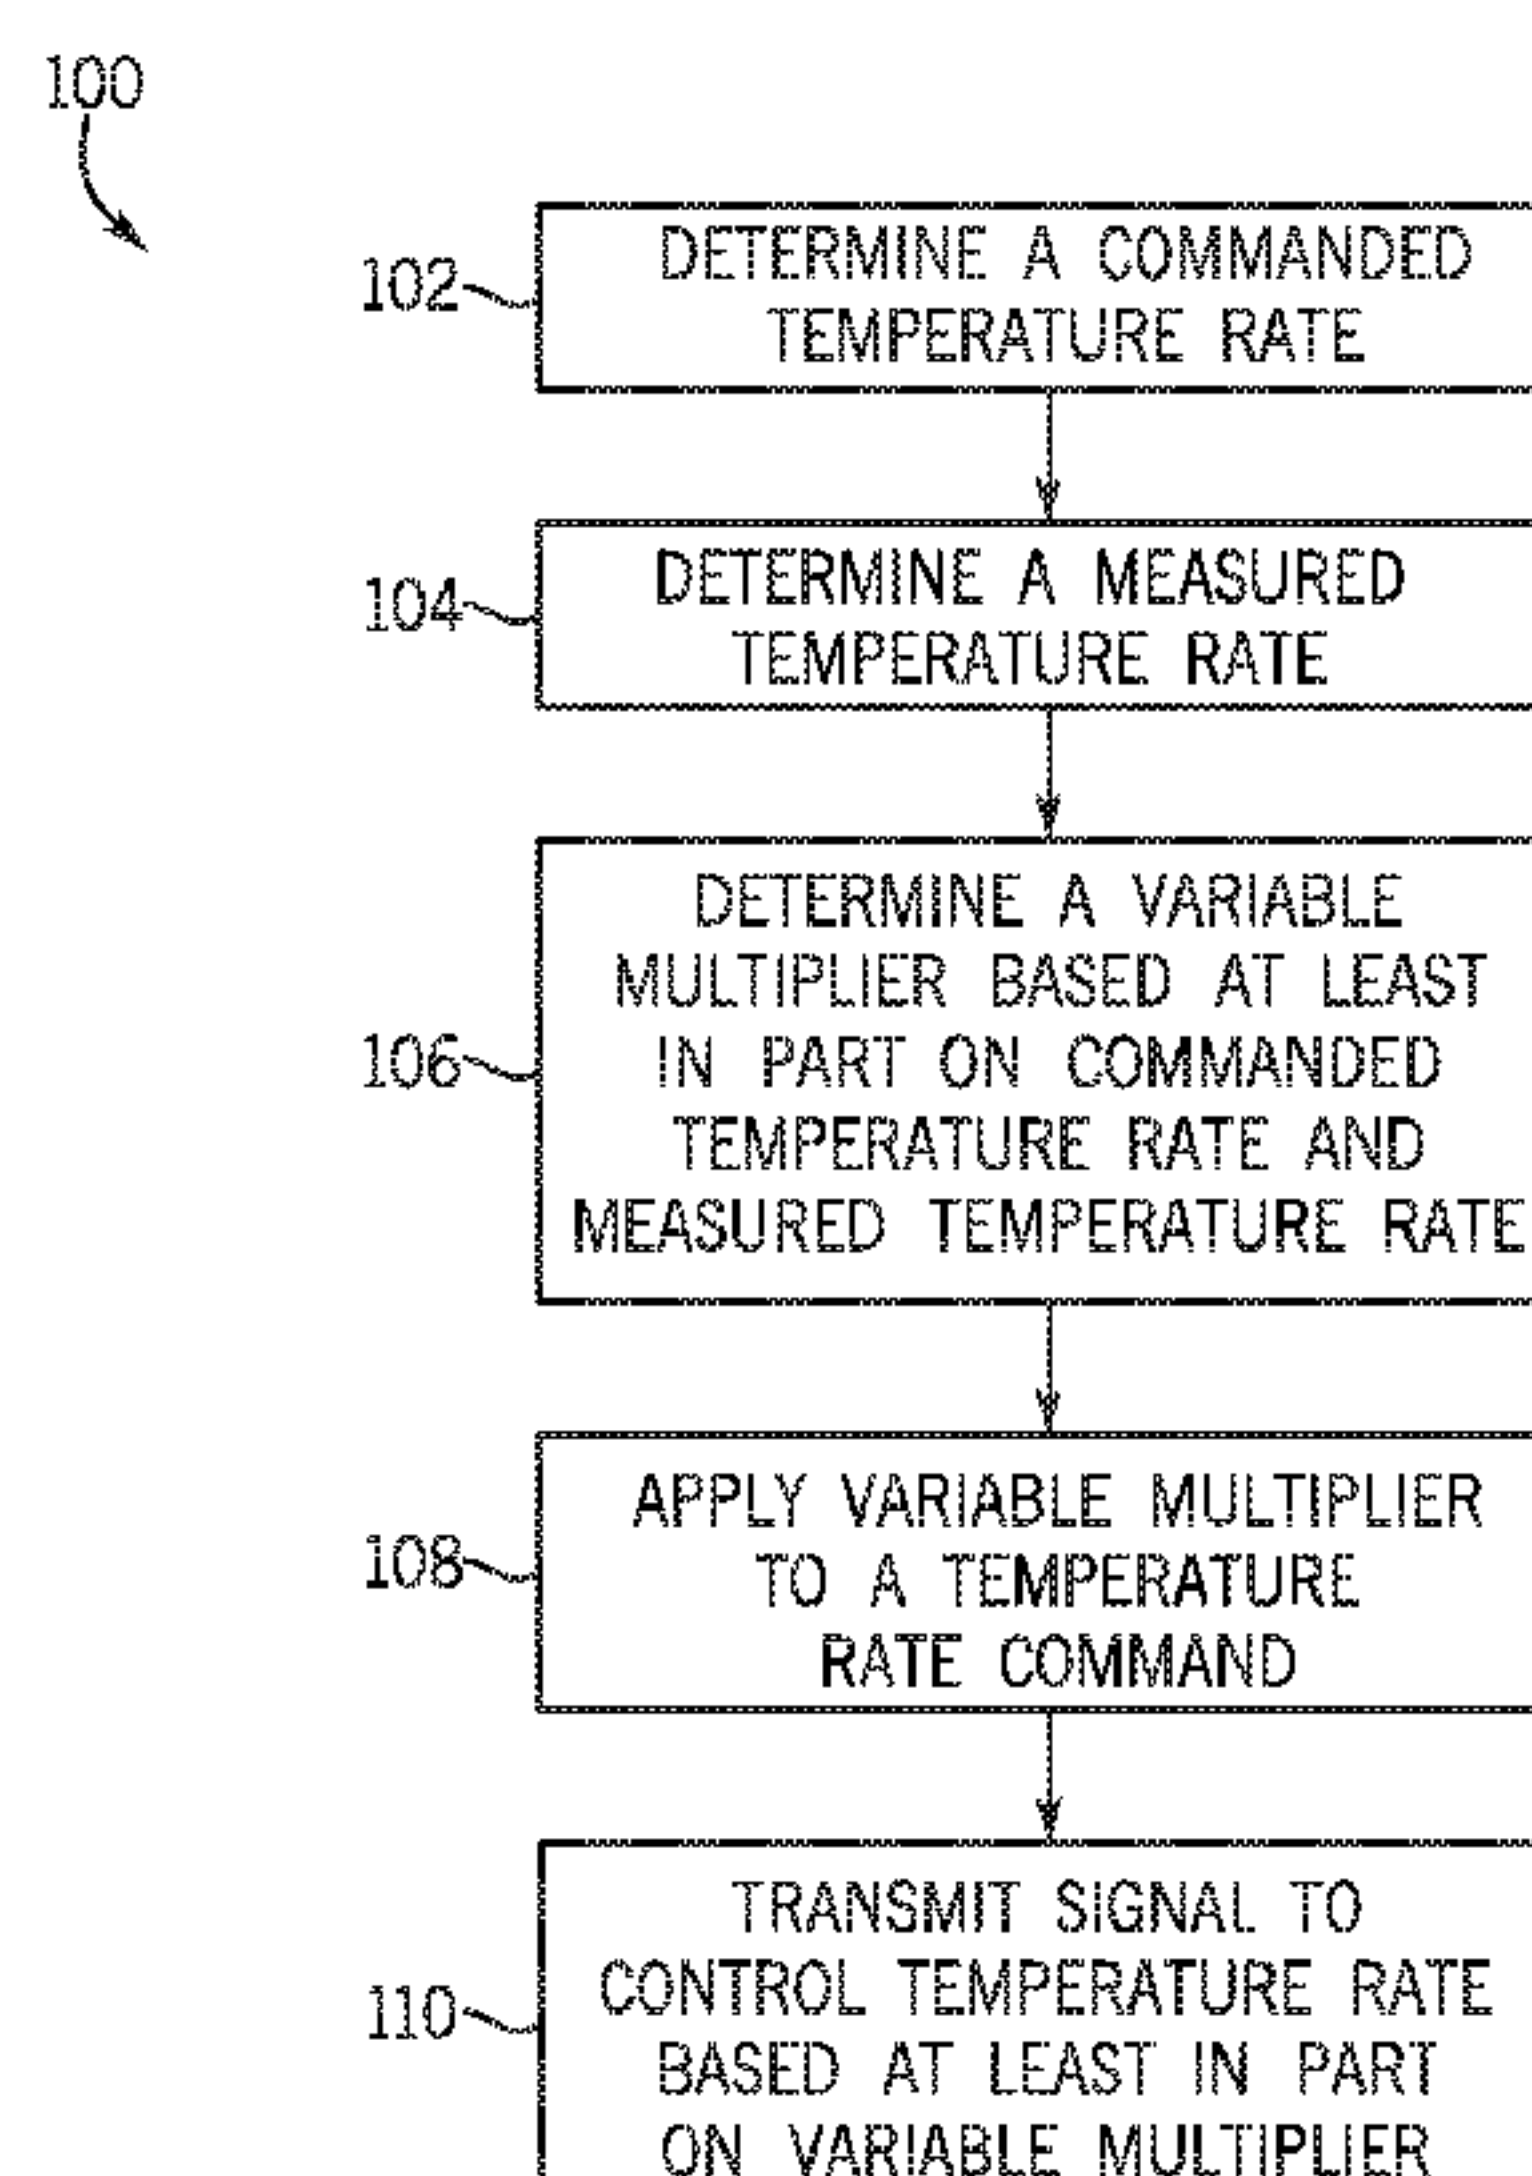 100
102
DETERMINE A COMMANDED
TEMPERATURE RATE
104
DETERMINE A MEASURED
TEMPERATURE RATE
106
DETERMINE A VARIABLE
MULTIPLIER BASED AT LEAST
IN PART ON COMMANDED
TEMPERATURE RATE AND
MEASURED TEMPERATURE RATE
108
APPLY VARIABLE MULTIPLIER
TO A TEMPERATURE
RATE COMMAND
110
TRANSMIT SIGNAL TO
CONTROL TEMPERATURE RATE
BASED AT LEAST IN PART
ON VARIABLE MULTIPLIER